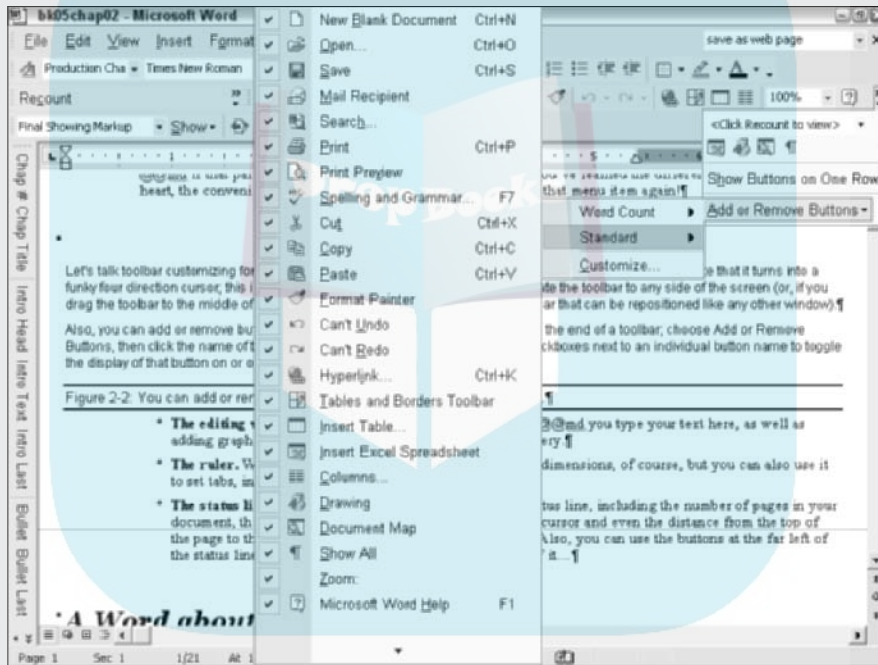 bk05chap02 - Microsoft Word
File Edit View Insert Format
save as web page
Production Cha Times New Roman
Recount
100%
Final Showing Markup Show
<Click Recount to view>
Show Buttons on One Row
Add or Remove Buttons
Word Count
Standard
Customize...
New Blank Document Ctrl+N
Open... Ctrl+O
Save Ctrl+S
Mail Recipient
Search...
Print Ctrl+P
Print Preview
Spelling and Grammar... F7
Cut Ctrl+X
Copy Ctrl+C
Paste Ctrl+V
Format Painter
Can't Undo
Can't Redo
Hyperlink... Ctrl+K
Tables and Borders Toolbar
Insert Table...
Insert Excel Spreadsheet
Columns...
Drawing
Document Map
Show All
Zoom:
Microsoft Word Help F1
Chap # Chap Title Intro Head Intro Text Intro Last Bullet Bullet Last
heart, the conveni that menu item again!¶
Let's talk toolbar customizing for e that it turns into a
funky four direction cursor, this i ate the toolbar to any side of the screen (or, if you
drag the toolbar to the middle of ar that can be repositioned like any other window).¶
Also, you can add or remove bu the end of a toolbar, choose Add or Remove
Buttons, then click the name of t ckboxes next to an individual button name to toggle
the display of that button on or o
Figure 2-2: You can add or rer .¶
The editing @@md you type your text here, as well as
adding graph ery.¶
The ruler. W dimensions, of course, but you can also use it
to set tabs, in
The status li tus line, including the number of pages in your
document, th cursor and even the distance from the top of
the page to th Also, you can use the buttons at the far left of
the status line it...¶
A Word about
Page 1 Sec 1 1/21 At 1
Drop Book